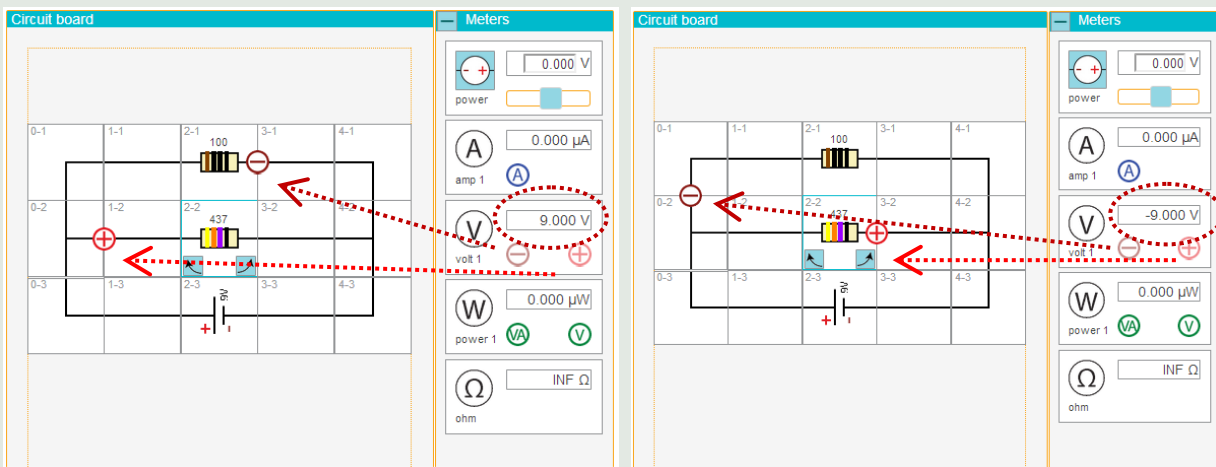 Circuit board
Meters
0.000 V
power
0.000 µA
A
amp 1
A
9.000 V
V
volt 1
0.000 µW
W
power 1
VA
V
INF Ω
Ω
ohm
0-1
1-1
2-1
3-1
4-1
100
0-2
1-2
2-2
3-2
4-2
437
0-3
1-3
2-3
3-3
4-3
9V
+
-
Circuit board
Meters
0.000 V
power
0.000 µA
A
amp 1
A
-9.000 V
V
volt 1
0.000 µW
W
power 1
VA
V
INF Ω
Ω
ohm
0-1
1-1
2-1
3-1
4-1
100
0-2
1-2
2-2
3-2
4-2
437
0-3
1-3
2-3
3-3
4-3
9V
+
-